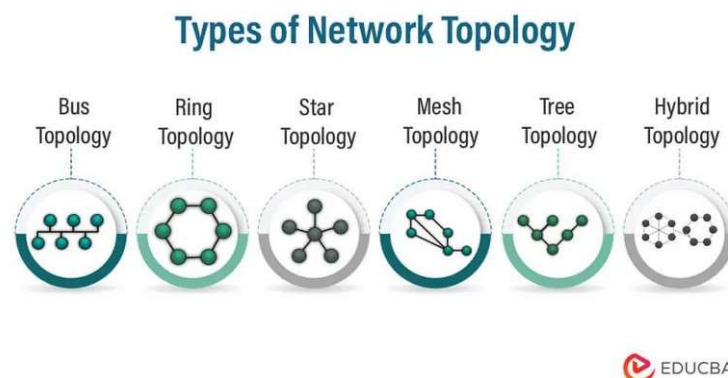 Types of Network Topology
Bus
Topology
Ring
Topology
Star
Topology
Mesh
Topology
Tree
Topology
Hybrid
Topology
EDUCBA